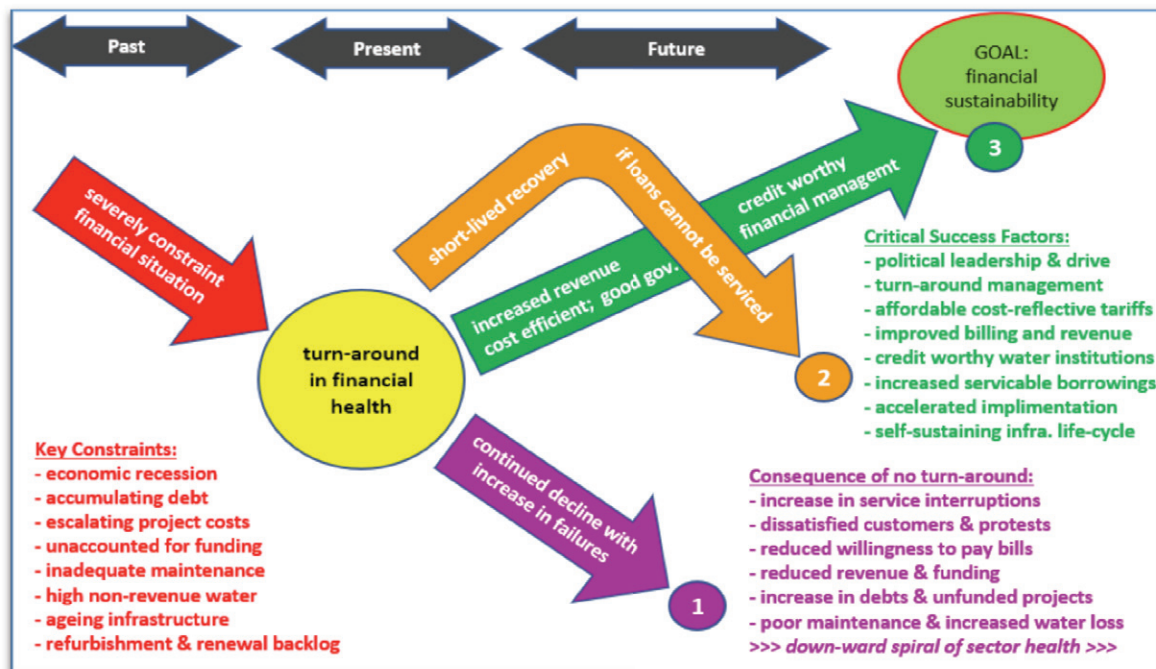 Past
Present
Future
GOAL:
financial
sustainability
3
severely constraint
financial situation
short-lived recovery
if loans cannot be serviced
credit worthy
financial managemt
increased revenue
cost efficient;  good gov.
turn-around
in financial
health
2
continued decline with
increase in failures
1
Critical Success Factors:
- political leadership & drive
- turn-around management
- affordable cost-reflective tariffs
- improved billing and revenue
- credit worthy water institutions
- increased servicable borrowings
- accelerated implimentation
- self-sustaining infra. life-cycle
Key Constraints:
- economic recession
- accumulating debt
- escalating project costs
- unaccounted for funding
- inadequate maintenance
- high non-revenue water
- ageing infrastructure
- refurbishment & renewal backlog
Consequence of no turn-around:
- increase in service interruptions
- dissatisfied customers & protests
- reduced willingness to pay bills
- reduced revenue & funding
- increase in debts & unfunded projects
- poor maintenance & increased water loss
>>> down-ward spiral of sector health >>>